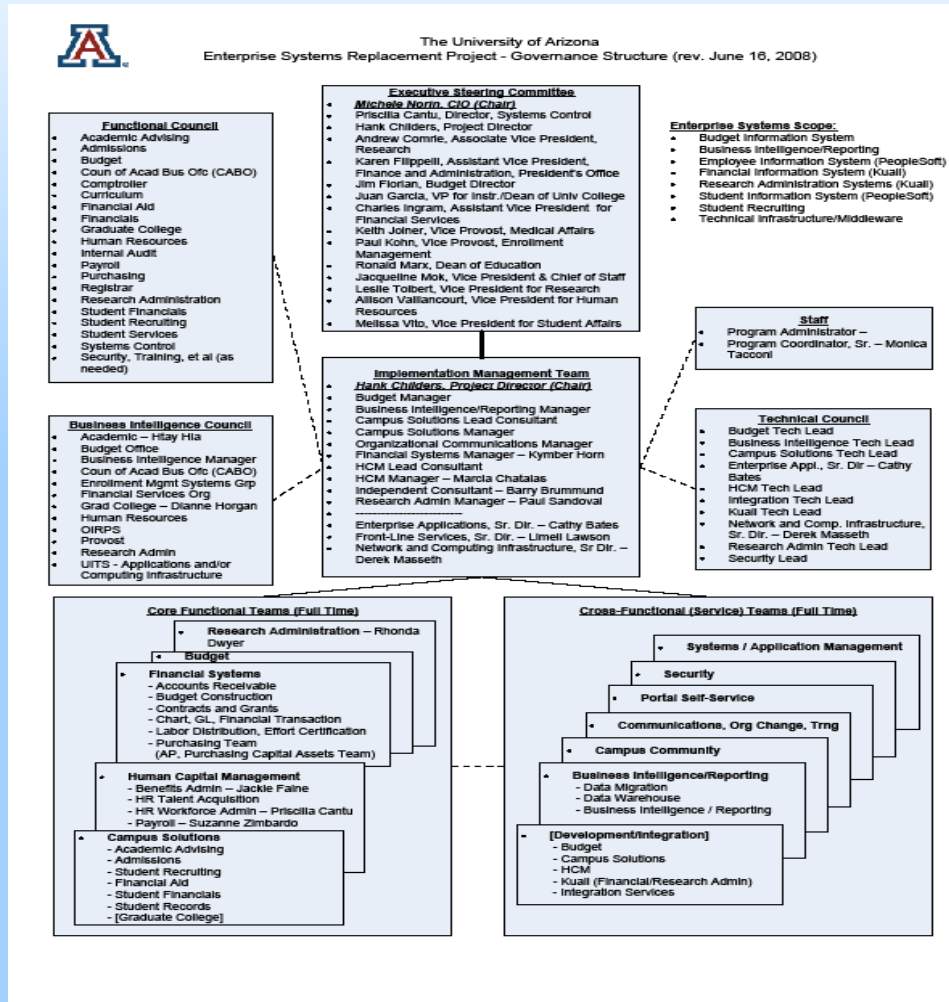 The University of Arizona
Enterprise Systems Replacement Project - Governance Structure (rev. June 16, 2008)
Executive Steering Committee
Michele Norin, CIO (Chair)
Priscilla Cantu, Director, Systems Control
Hank Childers, Project Director
Andrew Comrie, Associate Vice President,
Research
Karen Filippelli, Assistant Vice President,
Finance and Administration, President's Office
Jim Florian, Budget Director
Juan Garcia, VP for Instr./Dean of Univ College
Charles Ingram, Assistant Vice President for
Financial Services
Keith Joiner, Vice Provost, Medical Affairs
Paul Kohn, Vice Provost, Enrollment
Management
Ronald Marx, Dean of Education
Jacqueline Mok, Vice President & Chief of Staff
Leslie Tolbert, Vice President for Research
Allison Vaillancourt, Vice President for Human
Resources
Melissa Vito, Vice President for Student Affairs
Functional Council
Academic Advising
Admissions
Budget
Coun of Acad Bus Ofc (CABO)
Comptroller
Curriculum
Financial Aid
Financials
Graduate College
Human Resources
Internal Audit
Payroll
Purchasing
Registrar
Research Administration
Student Financials
Student Recruiting
Student Services
Systems Control
Security, Training, et al (as
needed)
Enterprise Systems Scope:
Budget Information System
Business Intelligence/Reporting
Employee Information System (PeopleSoft)
Financial Information System (Kuali)
Research Administration Systems (Kuali)
Student Information System (PeopleSoft)
Student Recruiting
Technical Infrastructure/Middleware
Staff
Program Administrator –
Program Coordinator, Sr. – Monica
Tacconi
Implementation Management Team
Hank Childers, Project Director (Chair)
Budget Manager
Business Intelligence/Reporting Manager
Campus Solutions Lead Consultant
Campus Solutions Manager
Organizational Communications Manager
Financial Systems Manager – Kymber Horn
HCM Lead Consultant
HCM Manager – Marcia Chatalas
Independent Consultant – Barry Brummund
Research Admin Manager – Paul Sandoval
------------------------
Enterprise Applications, Sr. Dir. – Cathy Bates
Front-Line Services, Sr. Dir. – Limell Lawson
Network and Computing Infrastructure, Sr Dir. –
Derek Masseth
Business Intelligence Council
Academic – Htay Hla
Budget Office
Business Intelligence Manager
Coun of Acad Bus Ofc (CABO)
Enrollment Mgmt Systems Grp
Financial Services Org
Grad College – Dianne Horgan
Human Resources
OIRPS
Provost
Research Admin
UITS - Applications and/or
Computing Infrastructure
Technical Council
Budget Tech Lead
Business Intelligence Tech Lead
Campus Solutions Tech Lead
Enterprise Appl., Sr. Dir – Cathy
Bates
HCM Tech Lead
Integration Tech Lead
Kuali Tech Lead
Network and Comp. Infrastructure,
Sr. Dir. – Derek Masseth
Research Admin Tech Lead
Security Lead
Core Functional Teams (Full Time)
Research Administration – Rhonda
Dwyer
Budget
Financial Systems
- Accounts Receivable
- Budget Construction
- Contracts and Grants
- Chart, GL, Financial Transaction
- Labor Distribution, Effort Certification
- Purchasing Team
(AP, Purchasing Capital Assets Team)
Human Capital Management
- Benefits Admin – Jackie Faine
- HR Talent Acquisition
- HR Workforce Admin – Priscilla Cantu
- Payroll – Suzanne Zimbardo
Campus Solutions
- Academic Advising
- Admissions
- Student Recruiting
- Financial Aid
- Student Financials
- Student Records
- [Graduate College]
Cross-Functional (Service) Teams (Full Time)
Systems / Application Management
Security
Portal Self-Service
Communications, Org Change, Trng
Campus Community
Business Intelligence/Reporting
- Data Migration
- Data Warehouse
- Business Intelligence / Reporting
[Development/Integration]
- Budget
- Campus Solutions
- HCM
- Kuali (Financial/Research Admin)
- Integration Services